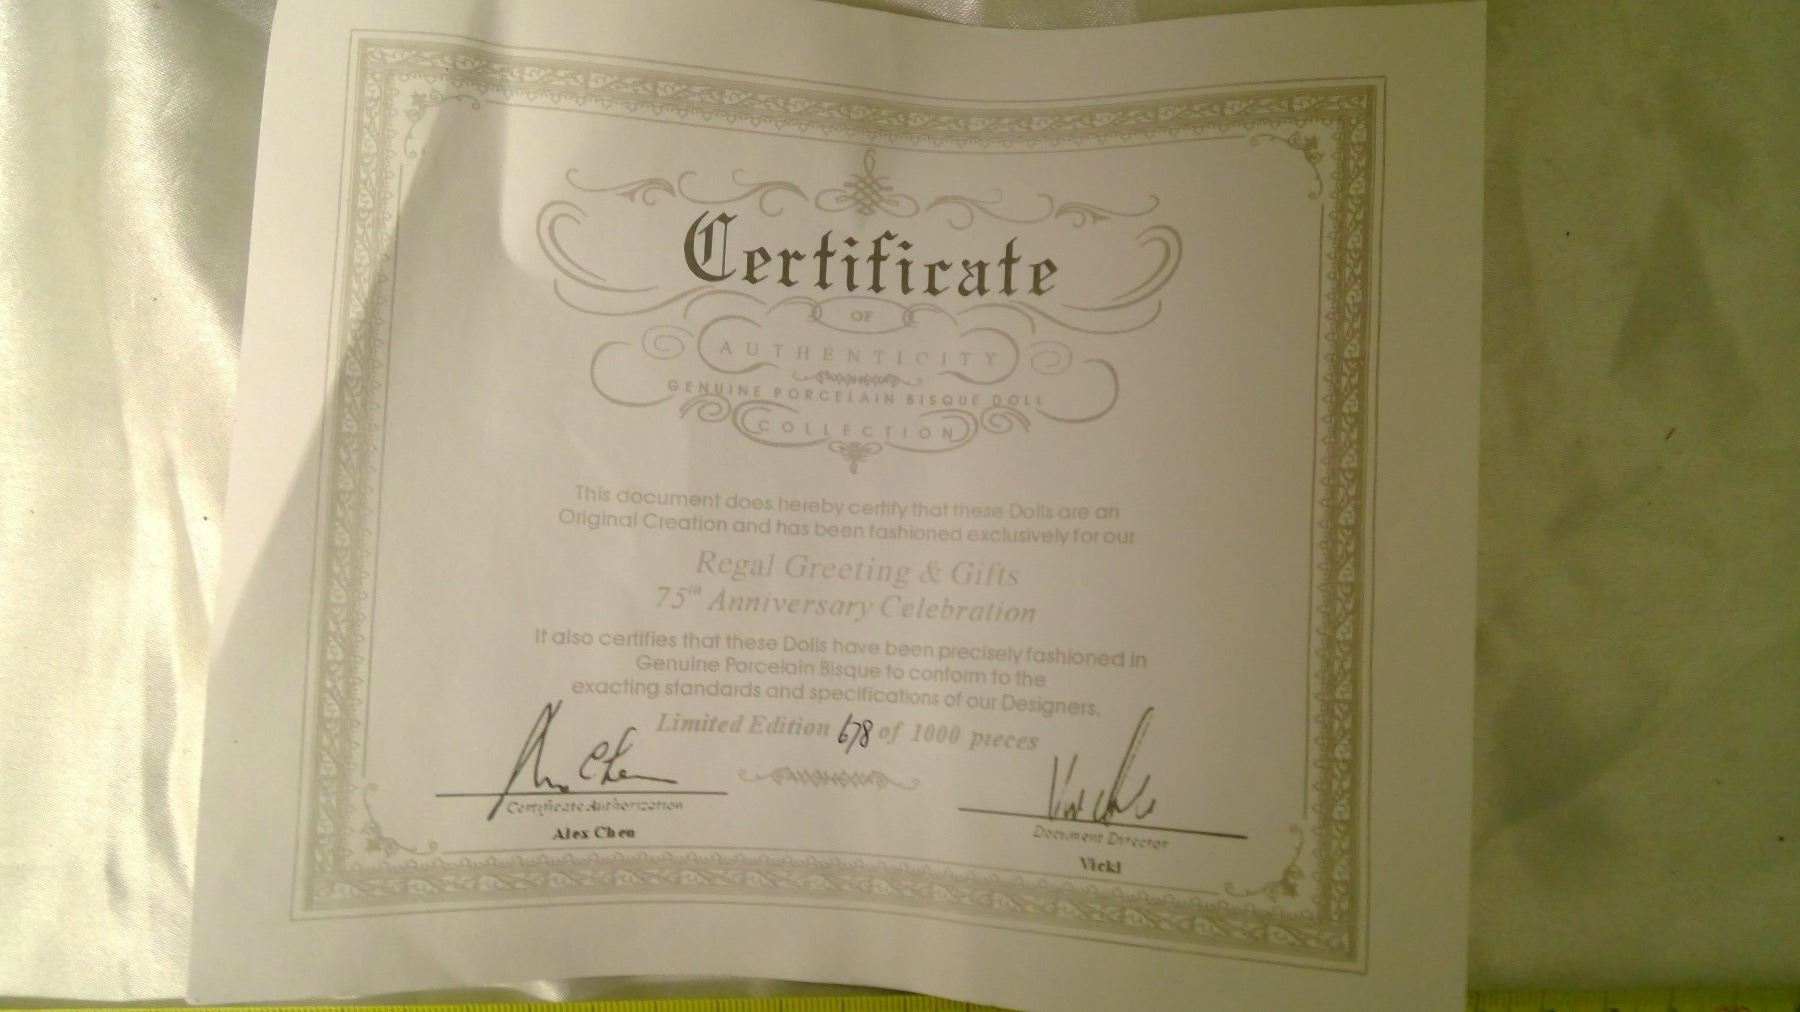 Certificate
OF
AUTHENTICITY
GENUINE PORCELAIN BISQUE DOLL
COLLECTION
This document does hereby certify that these Dolls are an
Original Creation and has been fashioned exclusively for our
Regal Greeting & Gifts
75th Anniversary Celebration
It also certifies that these Dolls have been precisely fashioned in
Genuine Porcelain Bisque to conform to the
exacting standards and specifications of our Designers.
Limited Edition 678 of 1000 pieces
Certificate Authorization
Alex Chen
Document Director
Vicki